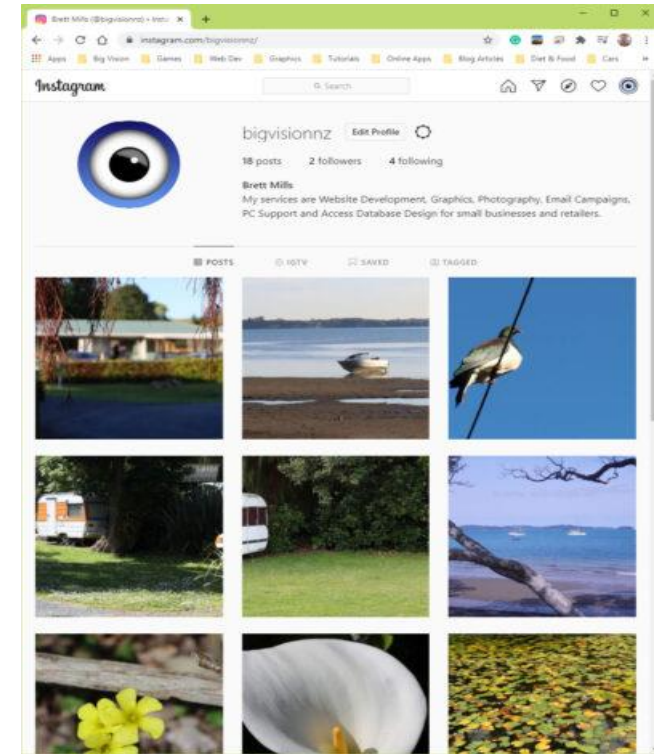 Brett Mills (@bigvisionnz) • Insta
instagram.com/bigvisionnz/
Apps Big Vision Games Web Dev Graphics Tutorials Online Apps Blog Articles Diet & Food Cars
Instagram
Search
bigvisionnz Edit Profile
18 posts 2 followers 4 following
Brett Mills
My services are Website Development, Graphics, Photography, Email Campaigns,
PC Support and Access Database Design for small businesses and retailers.
POSTS IGTV SAVED TAGGED